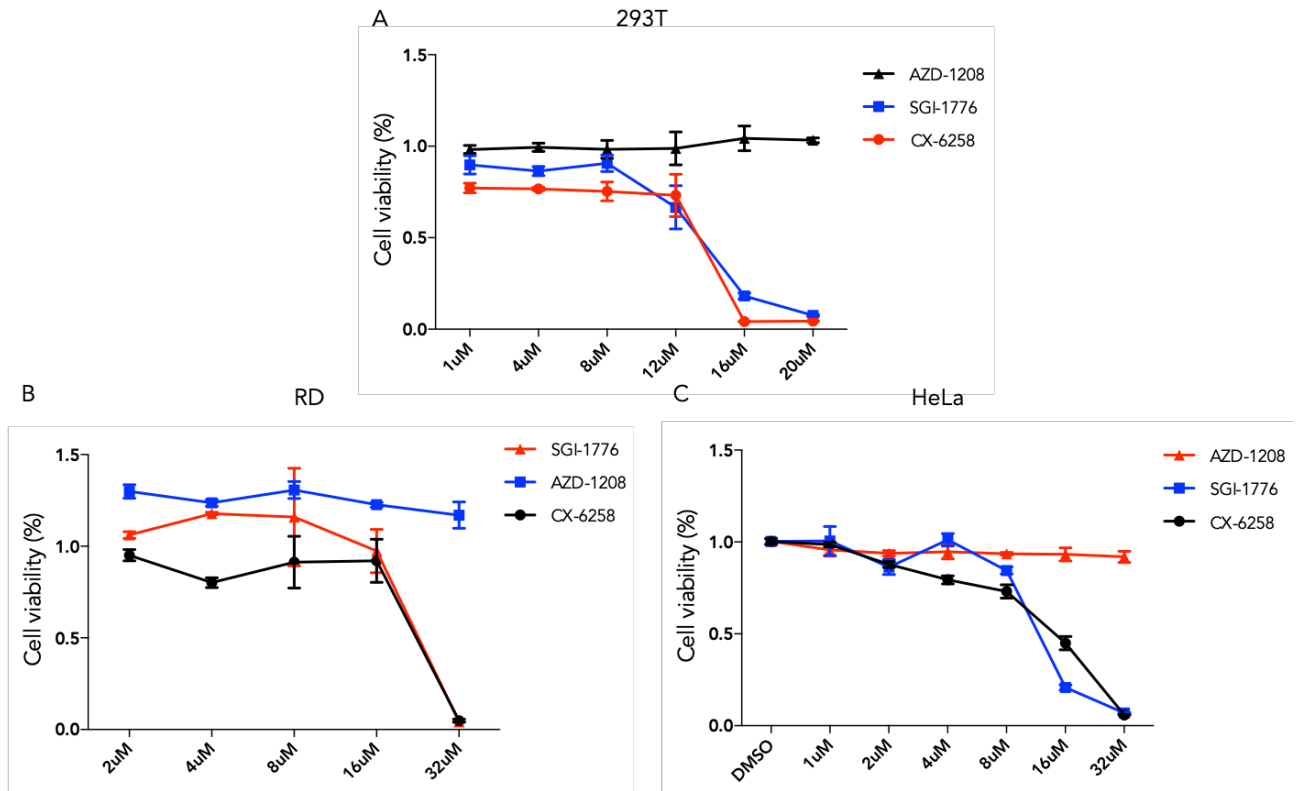 A
293T
1.5
1.0
0.5
0.0
Cell viability (%)
1uM
4uM
8uM
12uM
16uM
20uM
AZD-1208
SGI-1776
CX-6258
B
RD
1.5
1.0
0.5
0.0
Cell viability (%)
2uM
4uM
8uM
16uM
32uM
SGI-1776
AZD-1208
CX-6258
C
HeLa
1.5
1.0
0.5
0.0
Cell viability (%)
DMSO
1uM
2uM
4uM
8uM
16uM
32uM
AZD-1208
SGI-1776
CX-6258